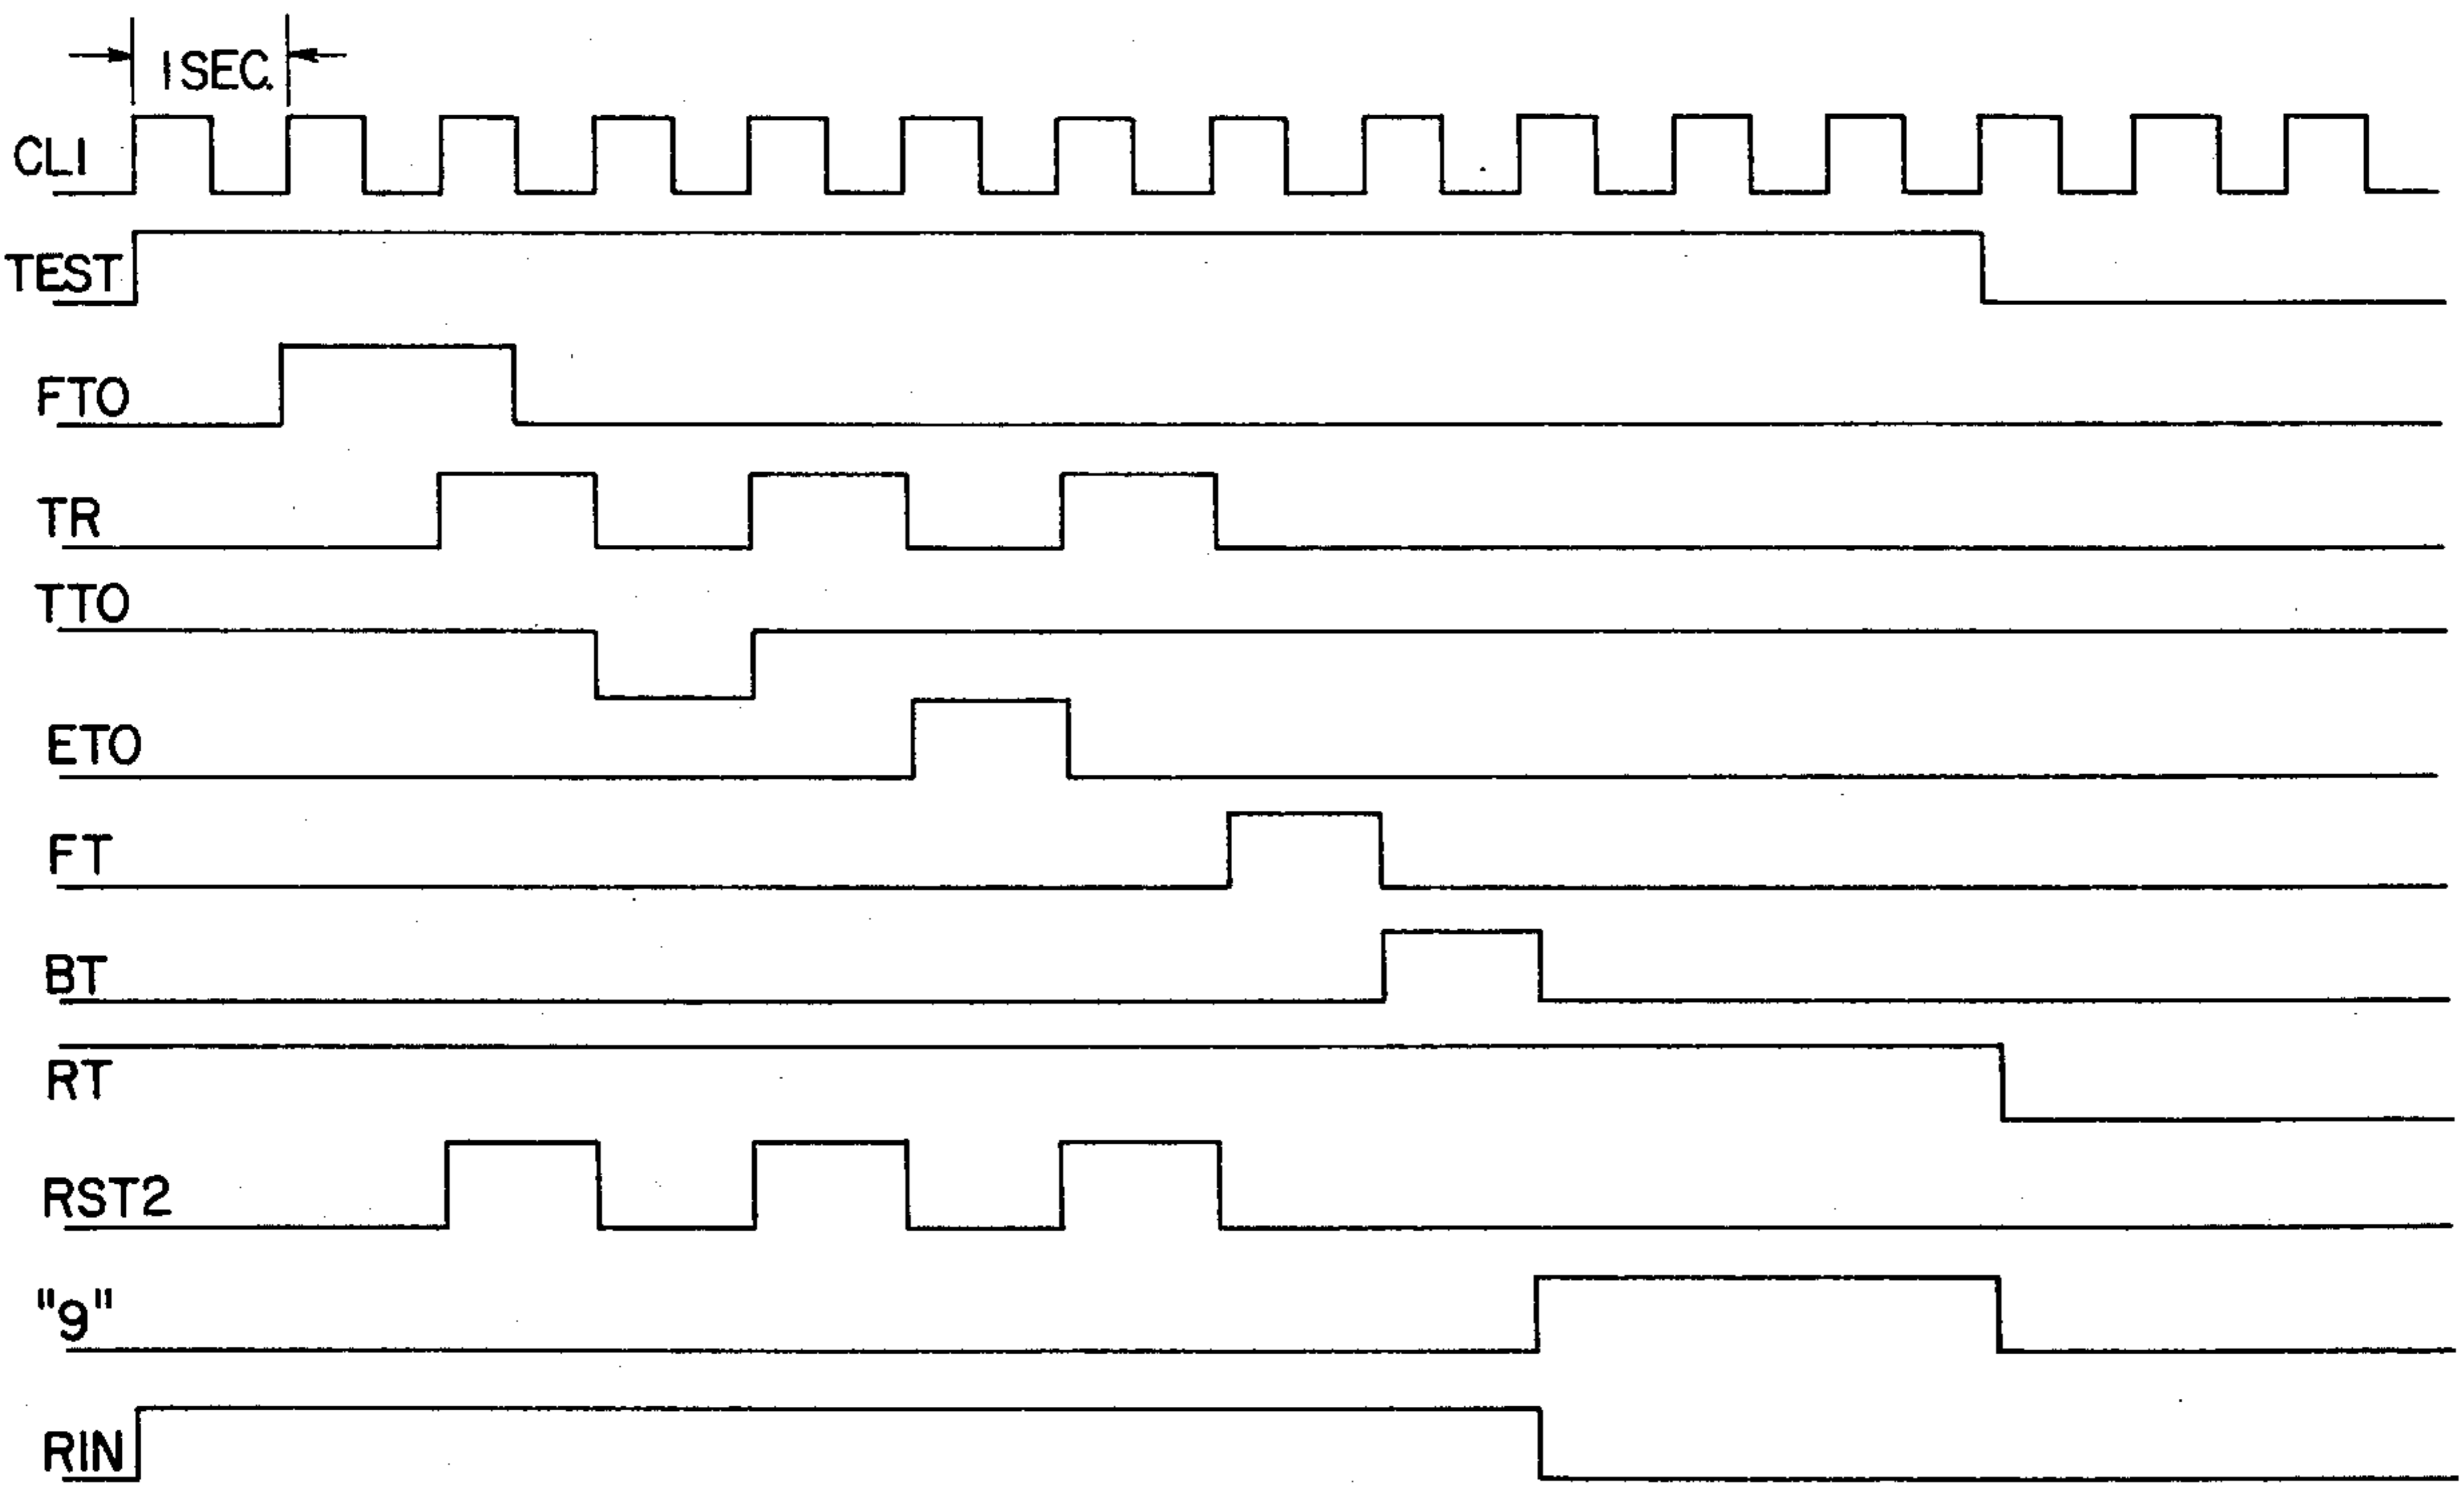 1 SEC.
CL1
TEST
FTO
TR
TTO
ETO
FT
BT
RT
RST2
"9"
RIN